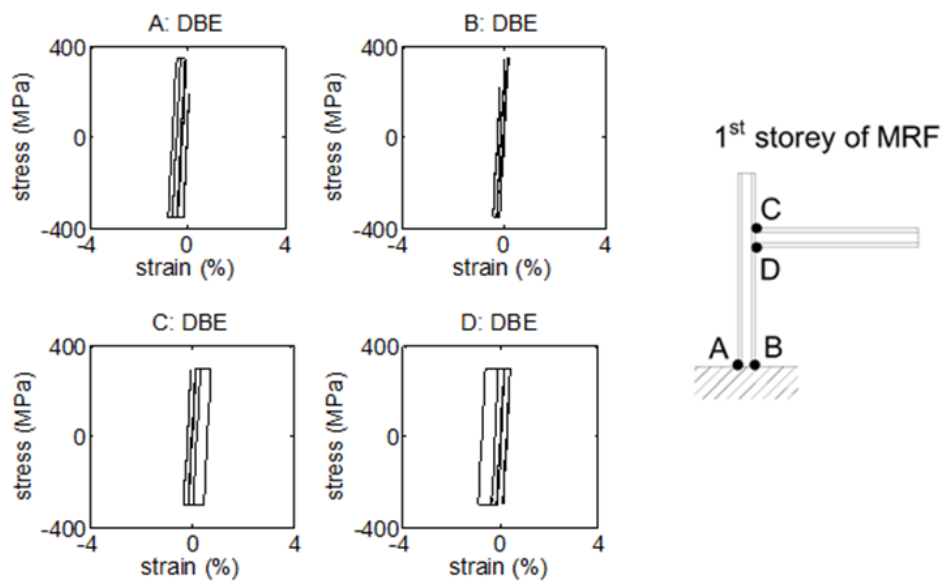 A: DBE
400
0
-400
-4
0
4
stress (MPa)
strain (%)
B: DBE
400
0
-400
-4
0
4
stress (MPa)
strain (%)
C: DBE
400
0
-400
-4
0
4
stress (MPa)
strain (%)
D: DBE
400
0
-400
-4
0
4
stress (MPa)
strain (%)
1st storey of MRF
C
D
A
B